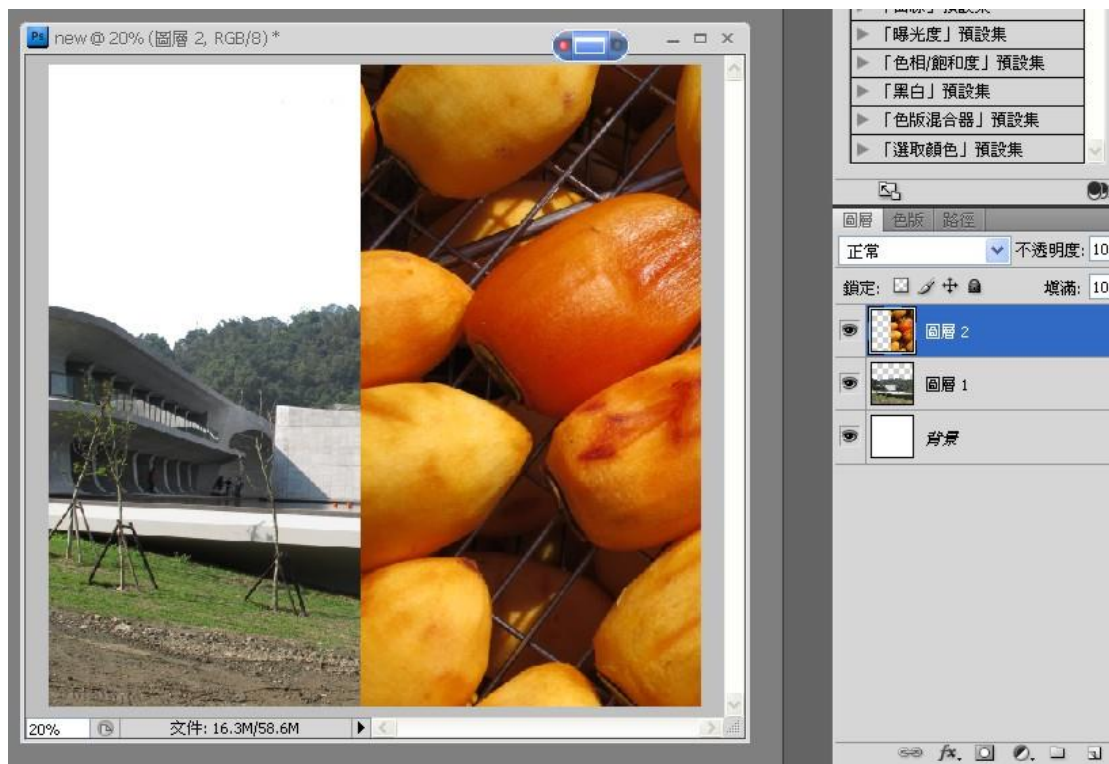 new @ 20% (圖層 2, RGB/8) *
「曝光度」預設集
「色相/飽和度」預設集
「黑白」預設集
「色版混合器」預設集
「選取顏色」預設集
圖層 色版 路徑
正常 不透明度: 10
鎖定: 填滿: 10
圖層 2
圖層 1
背景
20% 文件: 16.3M/58.6M
fx.